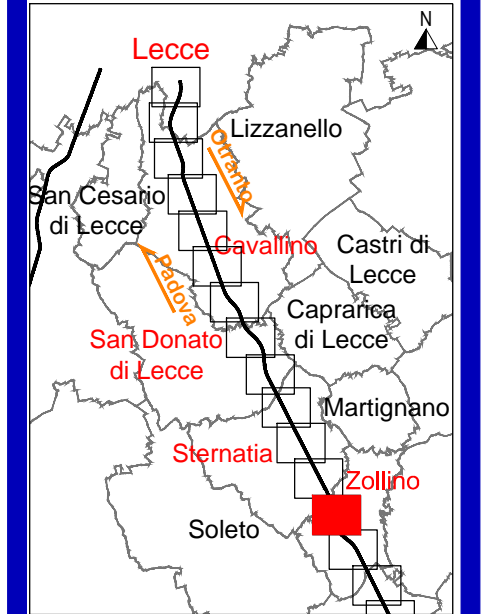 N
Lecce
Lizzanello
Otranto
San Cesario
di Lecce
Cavallino
Castri di
Lecce
Padova
Caprarica
di Lecce
San Donato
di Lecce
Martignano
Sternatia
Zollino
Soleto